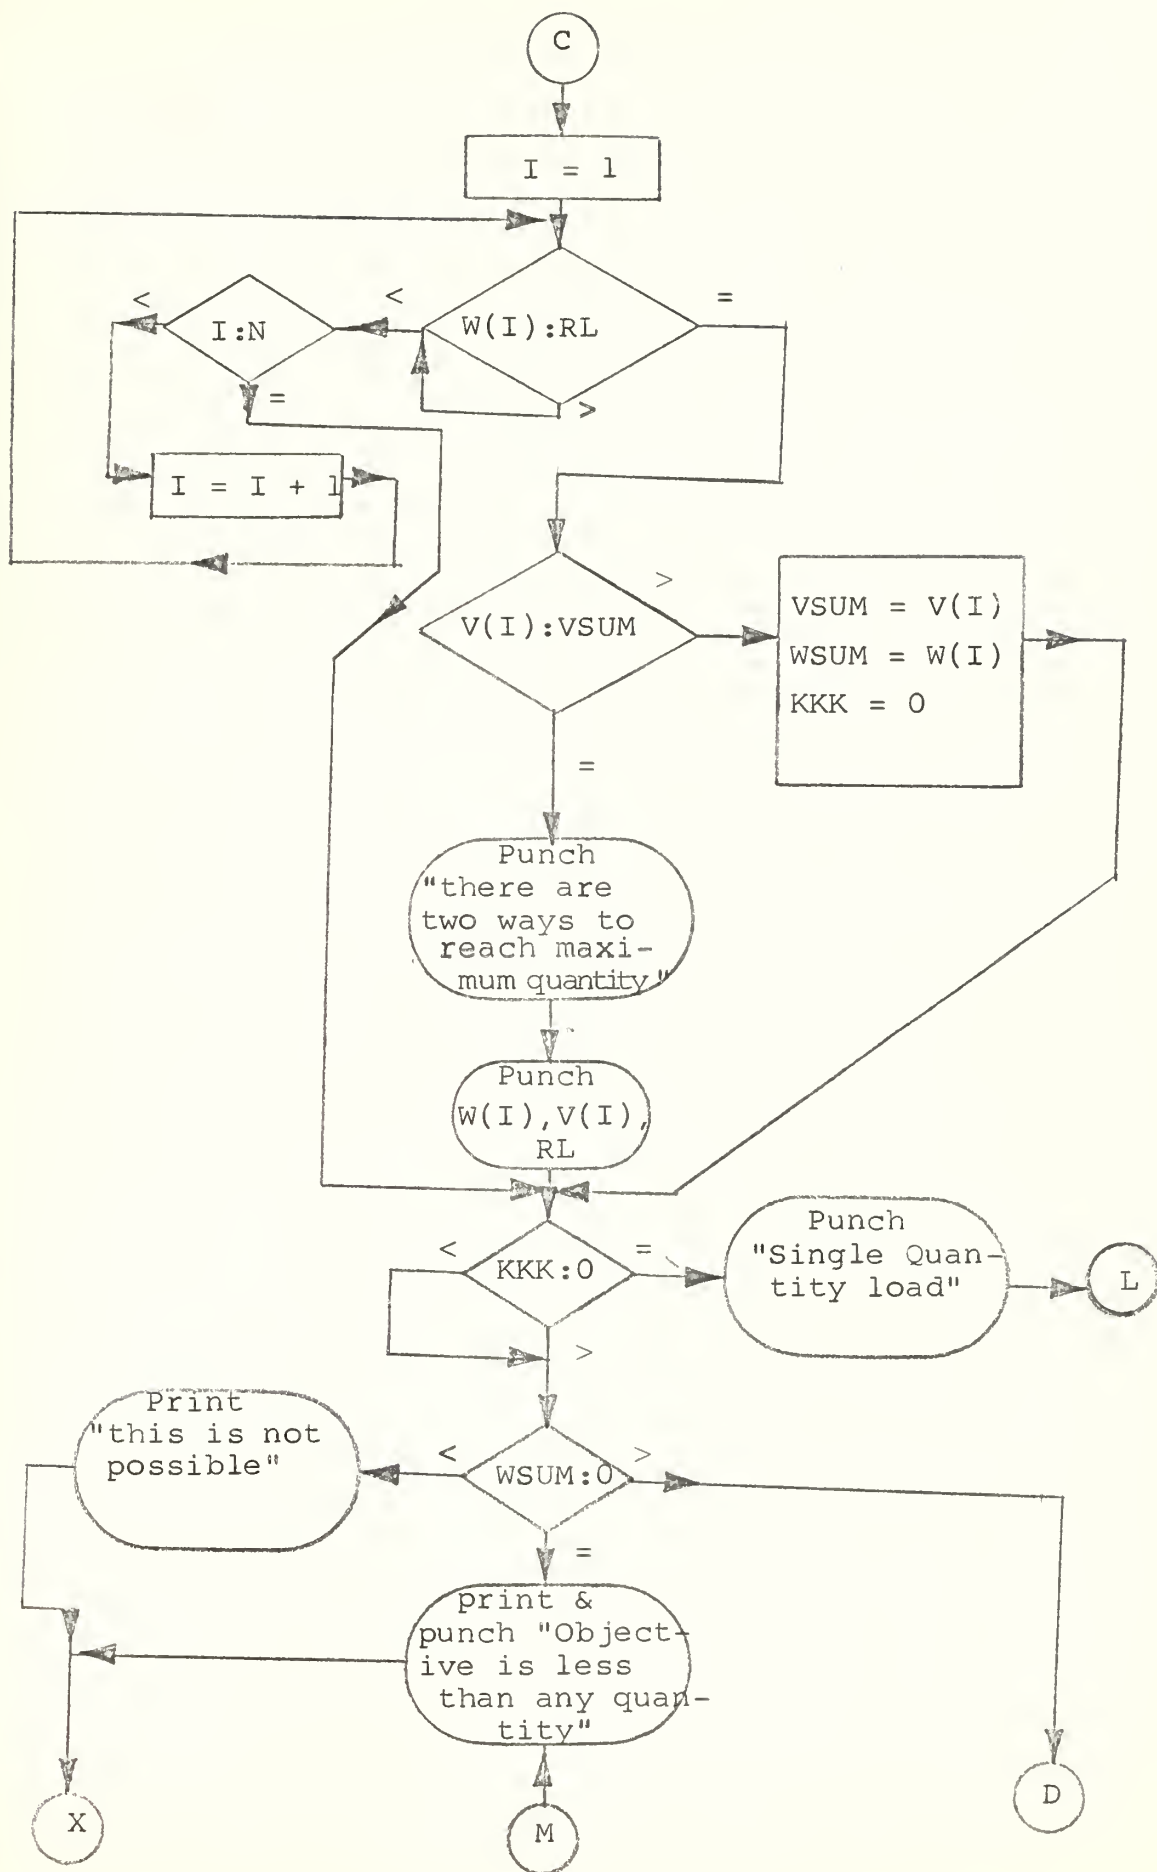 C
I = 1
<
I:N
<
W(I):RL
=
=
>
I = I + 1
V(I):VSUM
>
VSUM = V(I)
WSUM = W(I)
KKK = 0
=
Punch
"there are
two ways to
reach maxi-
mum quantity"
Punch
W(I),V(I),
RL
<
KKK:0
=
Punch
"Single Quan-
tity load"
L
>
Print
"this is not
possible"
<
WSUM:0
>
=
print &
punch "Object-
ive is less
than any quan-
tity"
X
M
D